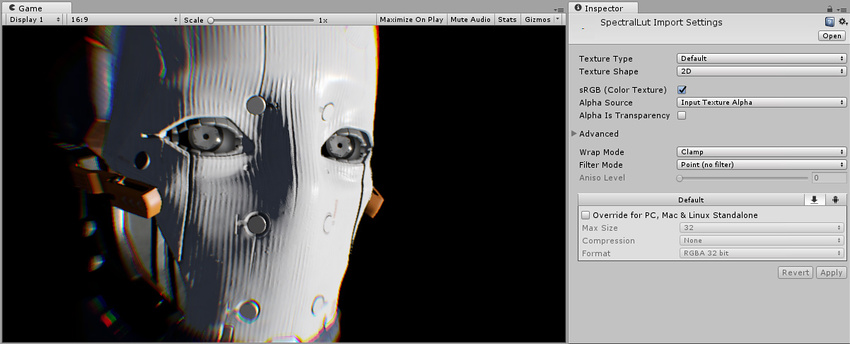 Game
Display 1 16:9 Scale 1x Maximize On Play Mute Audio Stats Gizmos
Inspector
SpectralLut Import Settings
Open
Texture Type Default
Texture Shape 2D
sRGB (Color Texture)
Alpha Source Input Texture Alpha
Alpha Is Transparency
Advanced
Wrap Mode Clamp
Filter Mode Point (no filter)
Aniso Level 0
Default
Override for PC, Mac & Linux Standalone
Max Size 32
Compression None
Format RGBA 32 bit
Revert Apply